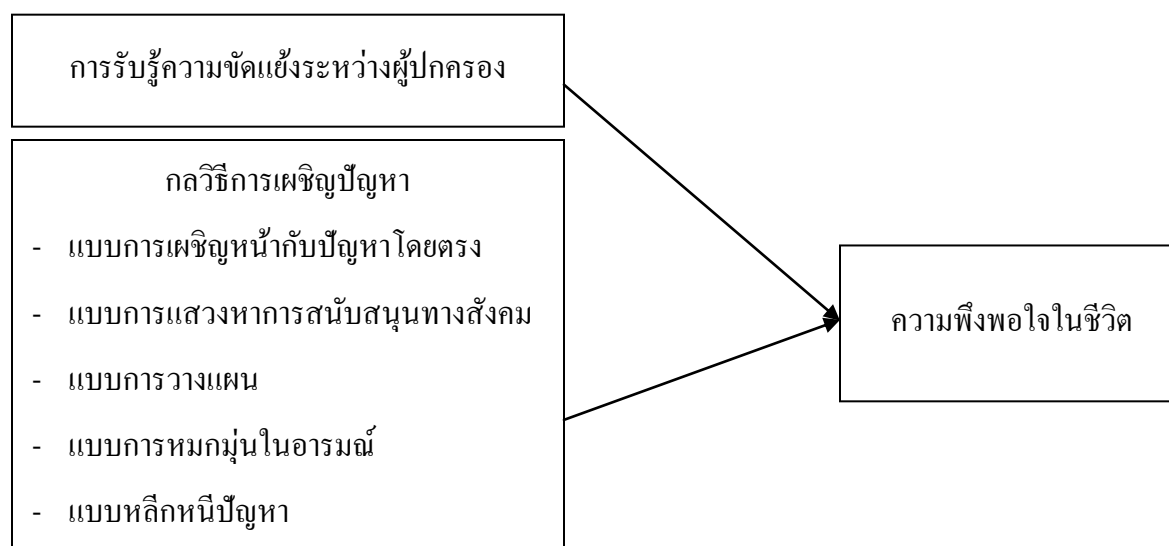 การรับรู้ความขัดแย้งระหว่างผู้ปกครอง
กลวิธีการเผชิญปัญหา
- แบบการเผชิญหน้ากับปัญหาโดยตรง
- แบบการแสวงหาการสนับสนุนทางสังคม
- แบบการวางแผน
- แบบการหมกมุ่นในอารมณ์
- แบบหลีกหนีปัญหา
ความพึงพอใจในชีวิต